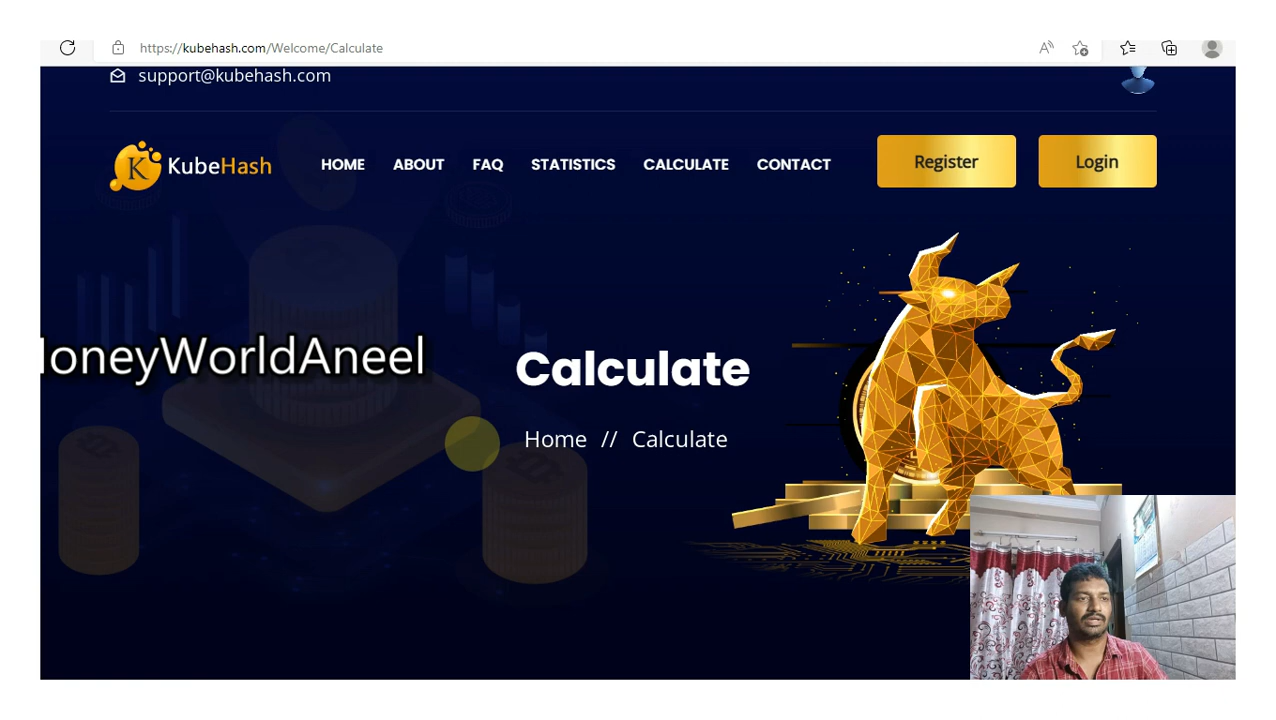 https://kubehash.com/Welcome/Calculate
support@kubehash.com
K KubeHash HOME ABOUT FAQ STATISTICS CALCULATE CONTACT Register Login
Calculate
Home // Calculate